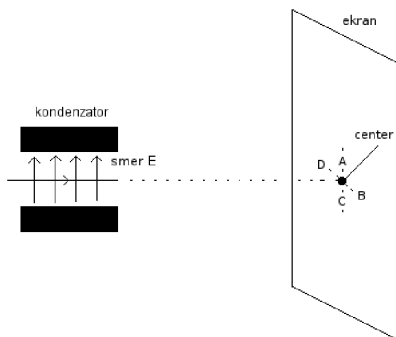 ekran
kondenzator
center
smer E
A
D
B
C